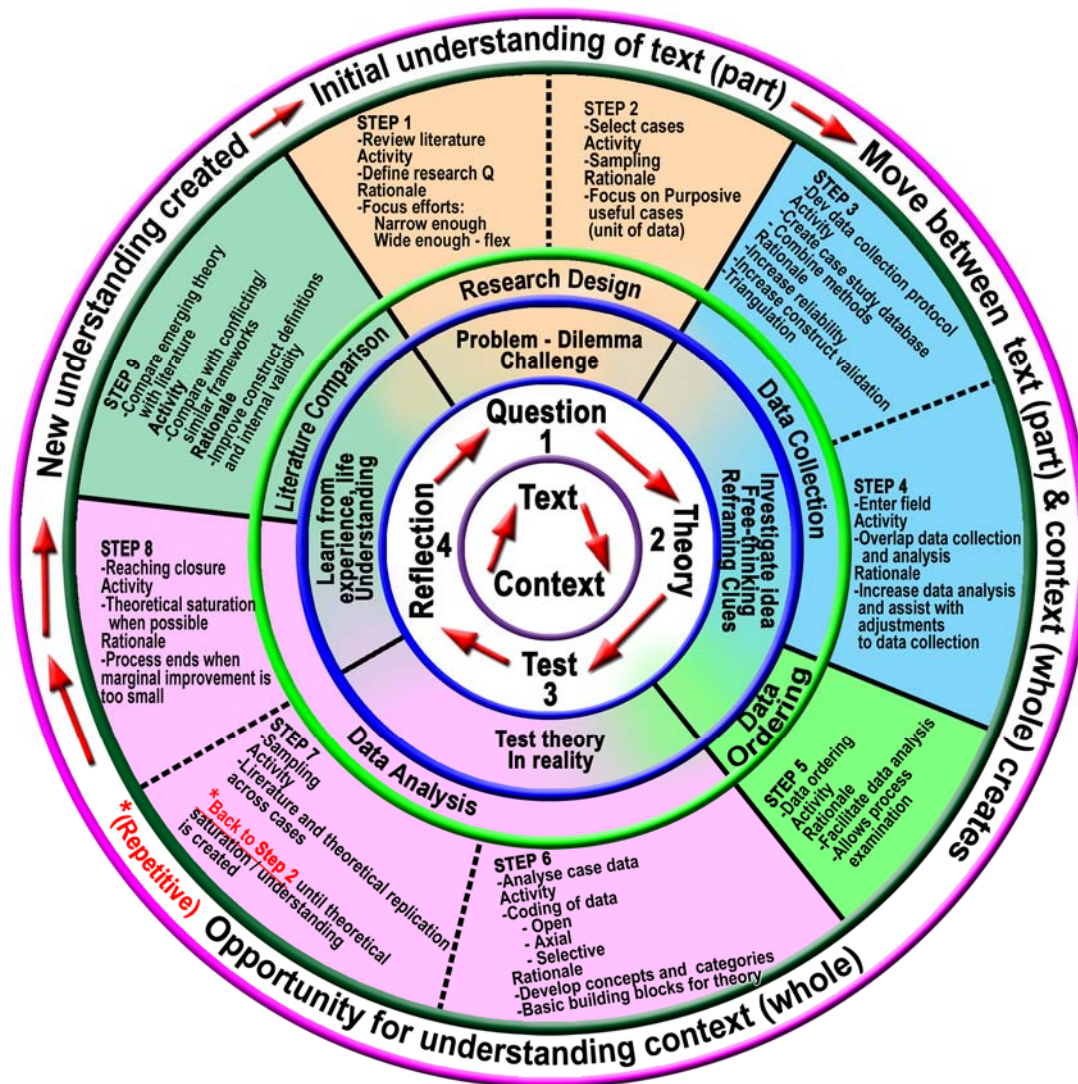 Initial understanding of text (part)
Move between text (part) & context (whole) creates
Opportunity for understanding context (whole)
*(Repetitive)
New understanding created
STEP 1
-Review literature
Activity
-Define research Q
Rationale
-Focus efforts:
Narrow enough
Wide enough - flex
STEP 2
-Select cases
Activity
-Sampling
Rationale
-Focus on Purposive
useful cases
(unit of data)
STEP 3
-Dev data collection protocol
Activity
-Create case study database
-Combine methods
Rationale
-Increase reliability
-Increase construct validation
-Triangulation
STEP 4
-Enter field
Activity
-Overlap data collection
and analysis
Rationale
-Increase data analysis
and assist with
adjustments
to data collection
STEP 5
-Data ordering
Activity
Rationale
-Facilitate data analysis
-Allows process
examination
STEP 6
-Analyse case data
Activity
-Coding of data
- Open
- Axial
- Selective
Rationale
-Develop concepts and categories
-Basic building blocks for theory
STEP 7
-Sampling
Activity
-Literature and theoretical replication
across cases
*Back to Step 2 until theoretical
saturation / understanding
is created
STEP 8
-Reaching closure
Activity
-Theoretical saturation
when possible
Rationale
-Process ends when
marginal improvement is
too small
STEP 9
-Compare emerging theory
with literature
Activity
-Compare with conflicting/
similar frameworks
Rationale
-Improve construct definitions
and internal validity
Research Design
Data Collection
Data
Ordering
Data Analysis
Literature Comparison
Problem - Dilemma
Challenge
Investigate idea
Free-thinking
Reframing Clues
Test theory
In reality
Learn from
experience, life
Understanding
Question
1
Theory
2
Test
3
Reflection
4
Text
Context